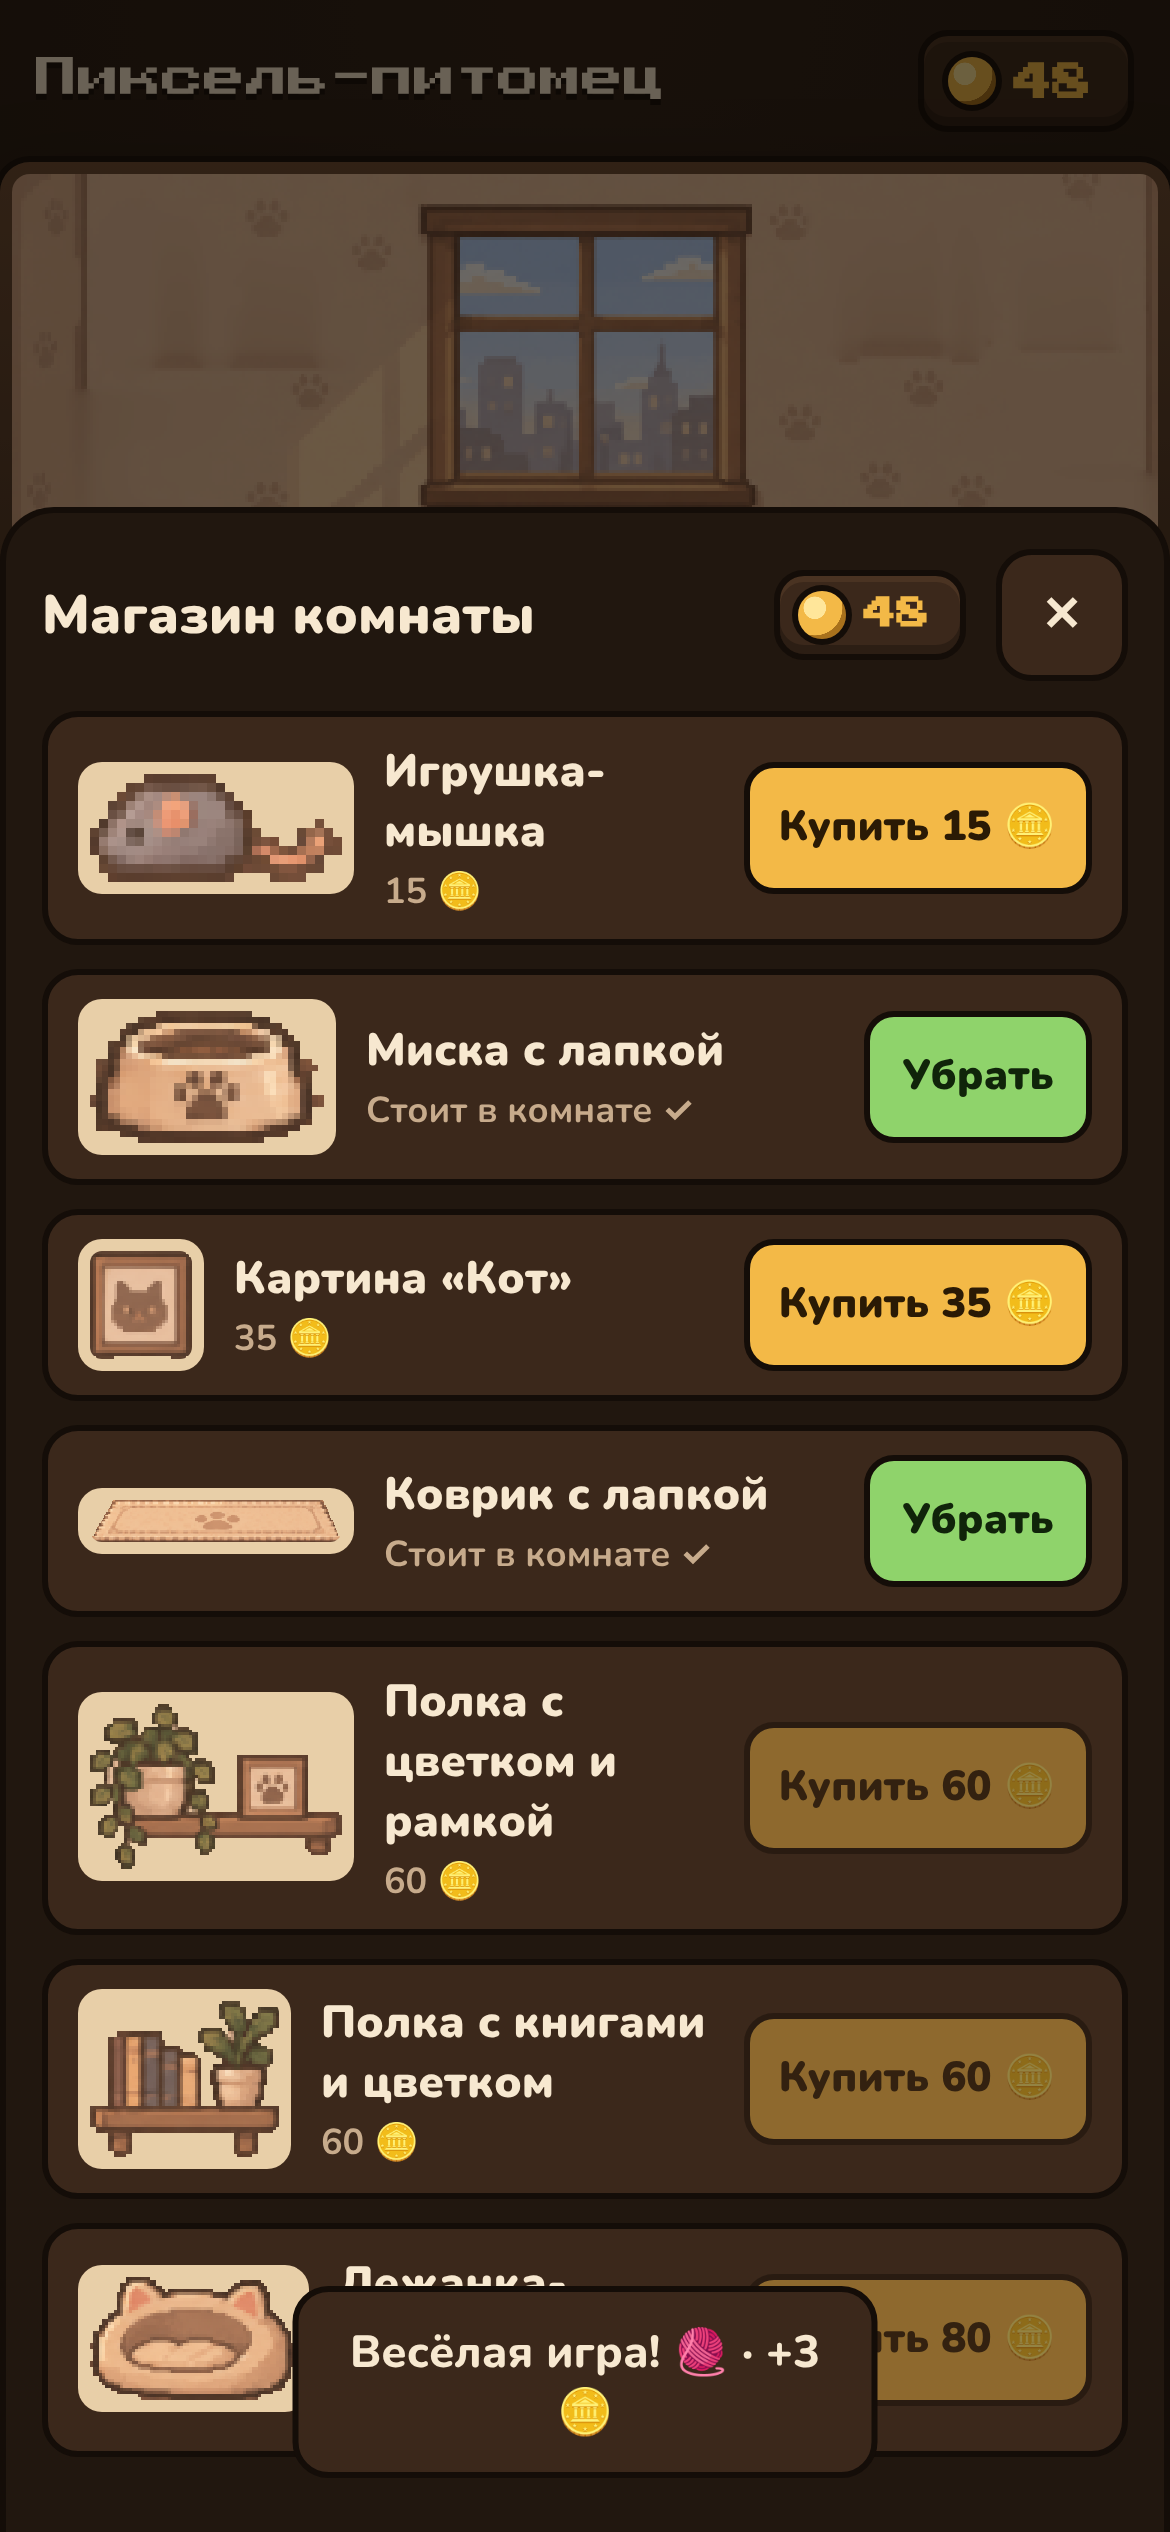 Пиксель-питомец
48
Магазин комнаты
48
✕
Игрушка-
мышка
15
Купить 15
Миска с лапкой
Стоит в комнате ✓
Убрать
Картина «Кот»
35
Купить 35
Коврик с лапкой
Стоит в комнате ✓
Убрать
Полка с
цветком и
рамкой
60
Купить 60
Полка с книгами
и цветком
60
Купить 60
Лежанка-
80
Весёлая игра! 🧶 · +3
🪙